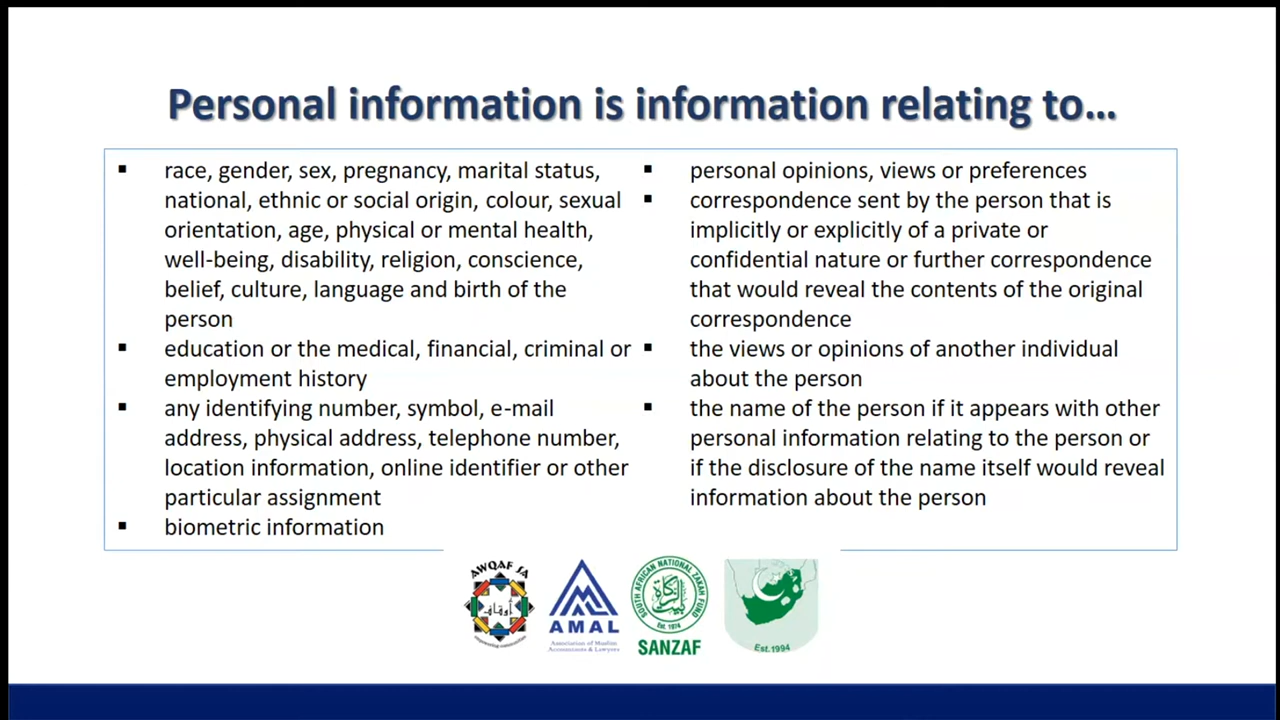 Personal information is information relating to...
▪ race, gender, sex, pregnancy, marital status,
national, ethnic or social origin, colour, sexual
orientation, age, physical or mental health,
well-being, disability, religion, conscience,
belief, culture, language and birth of the
person
▪ education or the medical, financial, criminal or
employment history
▪ any identifying number, symbol, e-mail
address, physical address, telephone number,
location information, online identifier or other
particular assignment
▪ biometric information
▪ personal opinions, views or preferences
▪ correspondence sent by the person that is
implicitly or explicitly of a private or
confidential nature or further correspondence
that would reveal the contents of the original
correspondence
▪ the views or opinions of another individual
about the person
▪ the name of the person if it appears with other
personal information relating to the person or
if the disclosure of the name itself would reveal
information about the person
AWQAF SA
أوقاف
empowering communities
AMAL
Association of Muslim
Accountants & Lawyers
SOUTH AFRICAN NATIONAL ZAKAH FUND
Est. 1974
SANZAF
Est. 1994